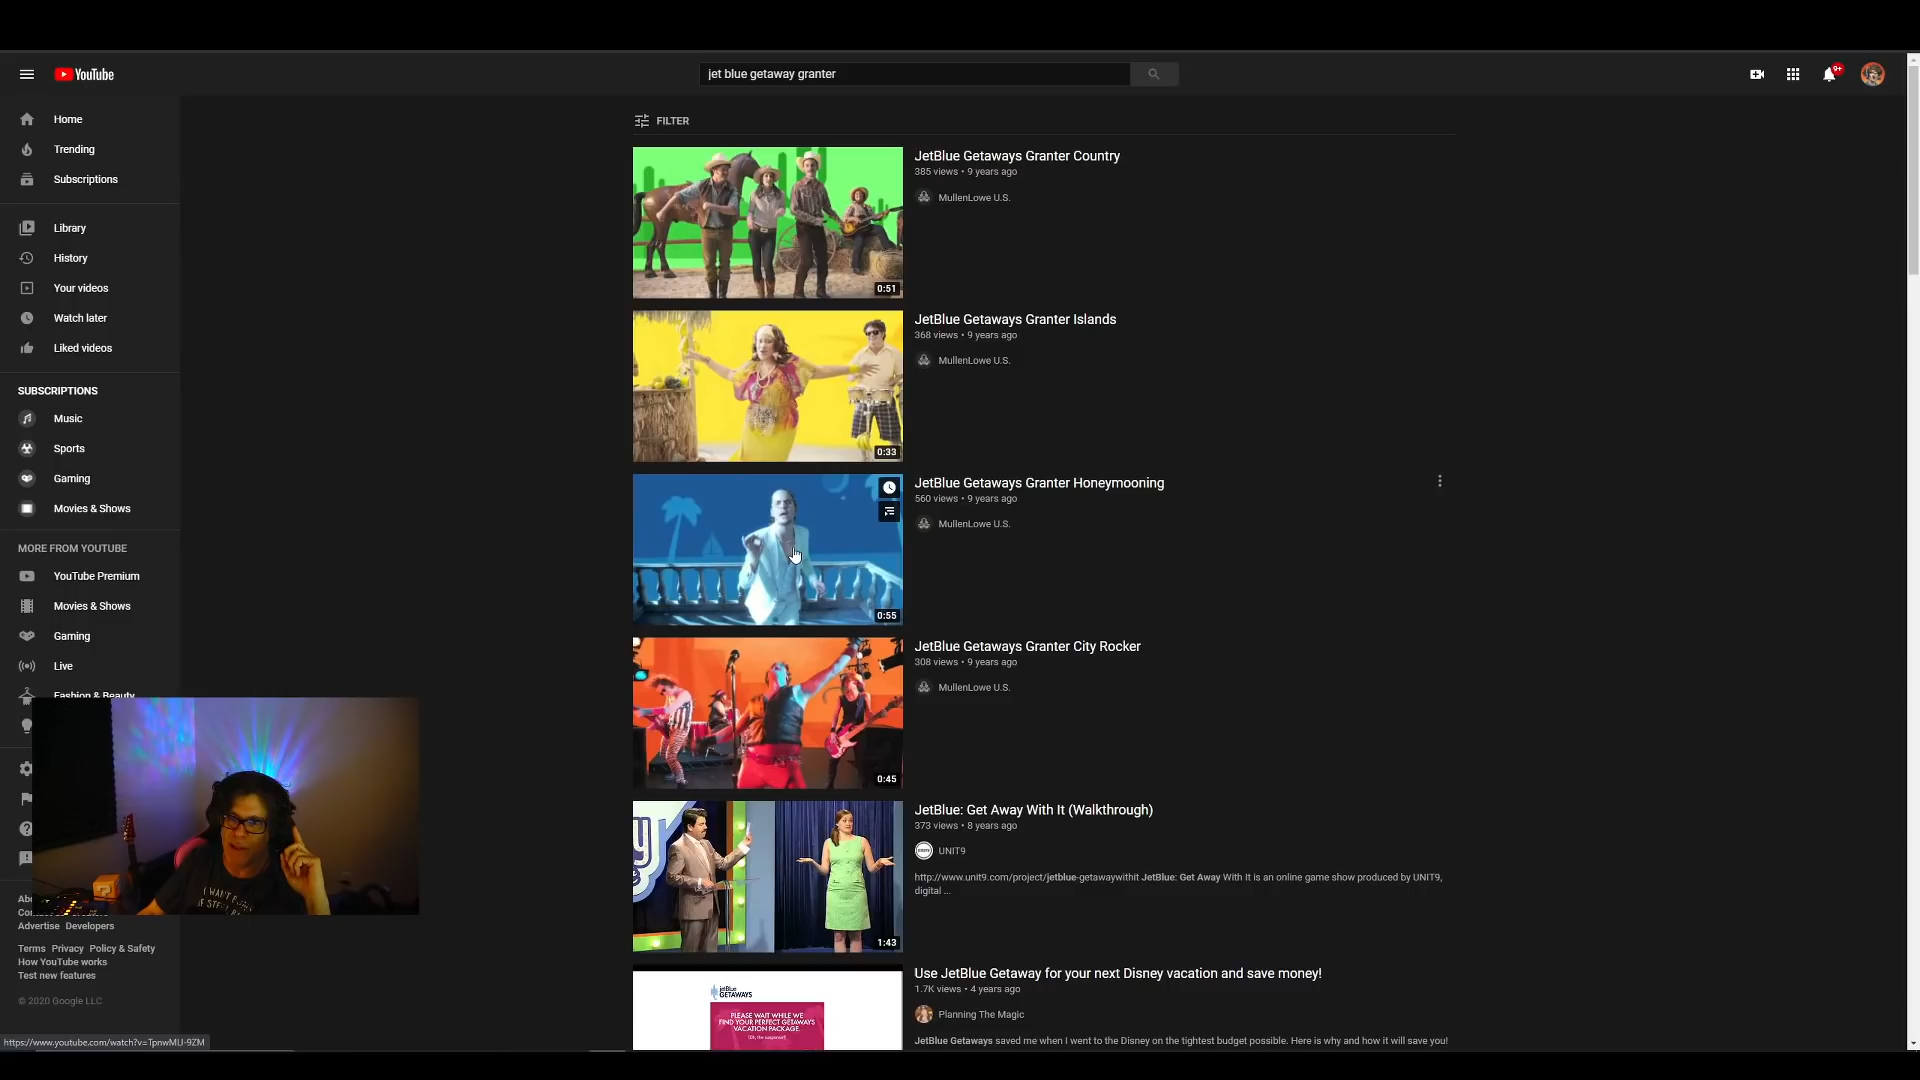 YouTube
jet blue getaway granter
9+
Home
Trending
Subscriptions
Library
History
Your videos
Watch later
Liked videos
SUBSCRIPTIONS
Music
Sports
Gaming
Movies & Shows
MORE FROM YOUTUBE
YouTube Premium
Movies & Shows
Gaming
Live
Fashion & Beauty
Advertise Developers
Terms Privacy Policy & Safety
How YouTube works
Test new features
© 2020 Google LLC
https://www.youtube.com/watch?v=TpnwMU-9ZM
FILTER
JetBlue Getaways Granter Country
385 views • 9 years ago
MullenLowe U.S.
0:51
JetBlue Getaways Granter Islands
368 views • 9 years ago
MullenLowe U.S.
0:33
JetBlue Getaways Granter Honeymooning
560 views • 9 years ago
MullenLowe U.S.
0:55
JetBlue Getaways Granter City Rocker
308 views • 9 years ago
MullenLowe U.S.
0:45
JetBlue: Get Away With It (Walkthrough)
373 views • 8 years ago
UNIT9
http://www.unit9.com/project/jetblue-getawaywithit JetBlue: Get Away With It is an online game show produced by UNIT9,
digital ...
1:43
Use JetBlue Getaway for your next Disney vacation and save money!
1.7K views • 4 years ago
Planning The Magic
JetBlue Getaways saved me when I went to the Disney on the tightest budget possible. Here is why and how it will save you!
jetBlue
GETAWAYS
PLEASE WAIT WHILE WE
FIND YOUR PERFECT GETAWAYS
VACATION PACKAGE.